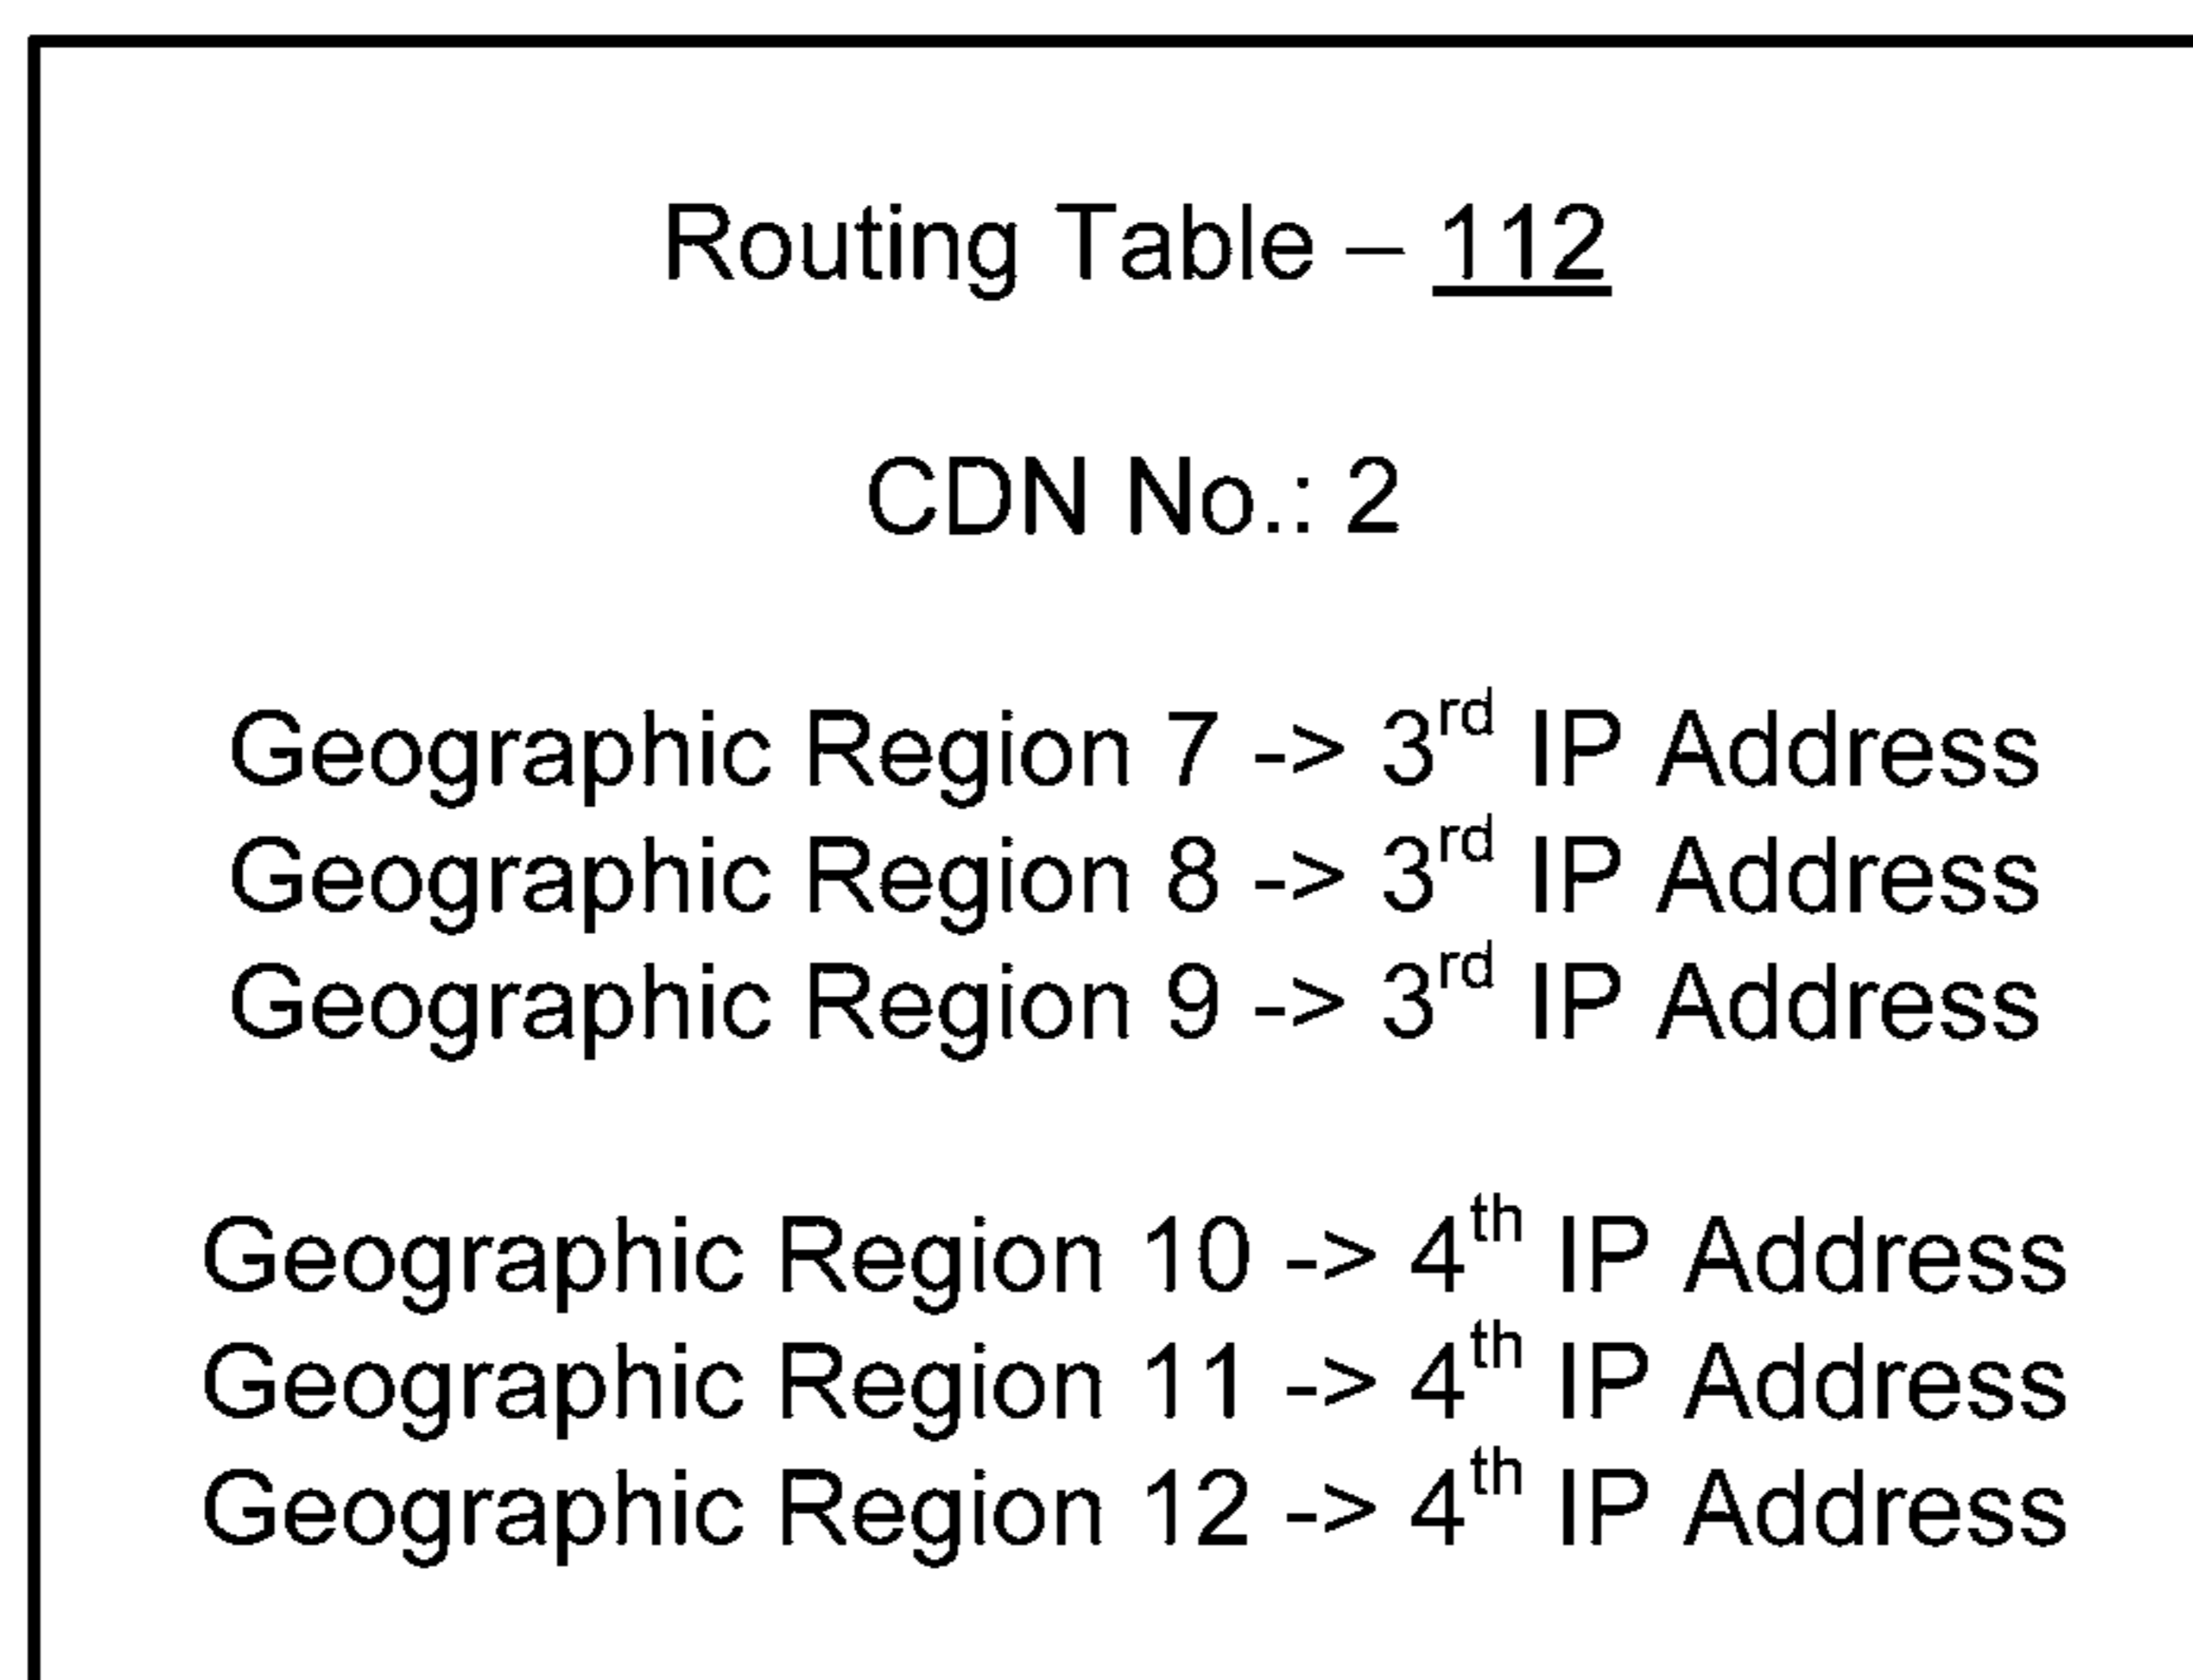 Routing Table – 112
CDN No.: 2
Geographic Region 7 -> 3rd IP Address
Geographic Region 8 -> 3rd IP Address
Geographic Region 9 -> 3rd IP Address
Geographic Region 10 -> 4th IP Address
Geographic Region 11 -> 4th IP Address
Geographic Region 12 -> 4th IP Address